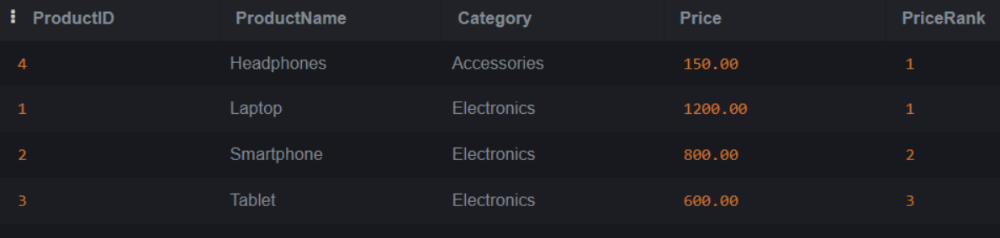 ProductID ProductName Category Price PriceRank
4 Headphones Accessories 150.00 1
1 Laptop Electronics 1200.00 1
2 Smartphone Electronics 800.00 2
3 Tablet Electronics 600.00 3